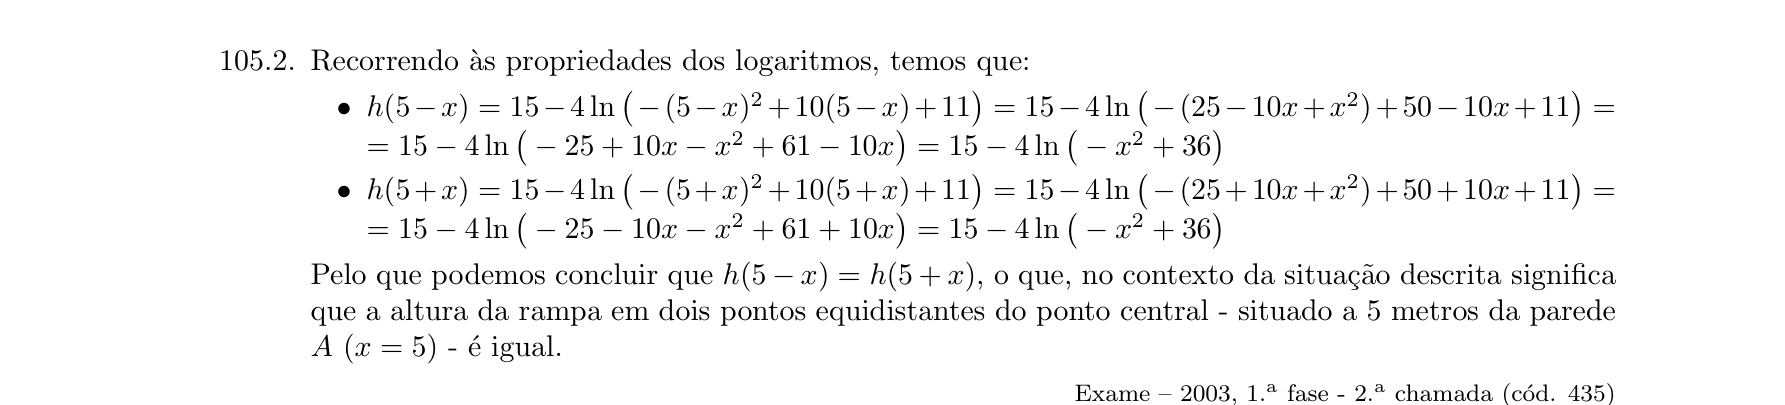 105.2. Recorrendo às propriedades dos logaritmos, temos que:
• h(5 − x) = 15 − 4 ln ( − (5 − x)² + 10(5 − x) + 11) = 15 − 4 ln ( − (25 − 10x + x²) + 50 − 10x + 11) =
= 15 − 4 ln ( − 25 + 10x − x² + 61 − 10x) = 15 − 4 ln ( − x² + 36)
• h(5 + x) = 15 − 4 ln ( − (5 + x)² + 10(5 + x) + 11) = 15 − 4 ln ( − (25 + 10x + x²) + 50 + 10x + 11) =
= 15 − 4 ln ( − 25 − 10x − x² + 61 + 10x) = 15 − 4 ln ( − x² + 36)
Pelo que podemos concluir que h(5 − x) = h(5 + x), o que, no contexto da situação descrita significa
que a altura da rampa em dois pontos equidistantes do ponto central - situado a 5 metros da parede
A (x = 5) - é igual.
Exame – 2003, 1.ª fase - 2.ª chamada (cód. 435)